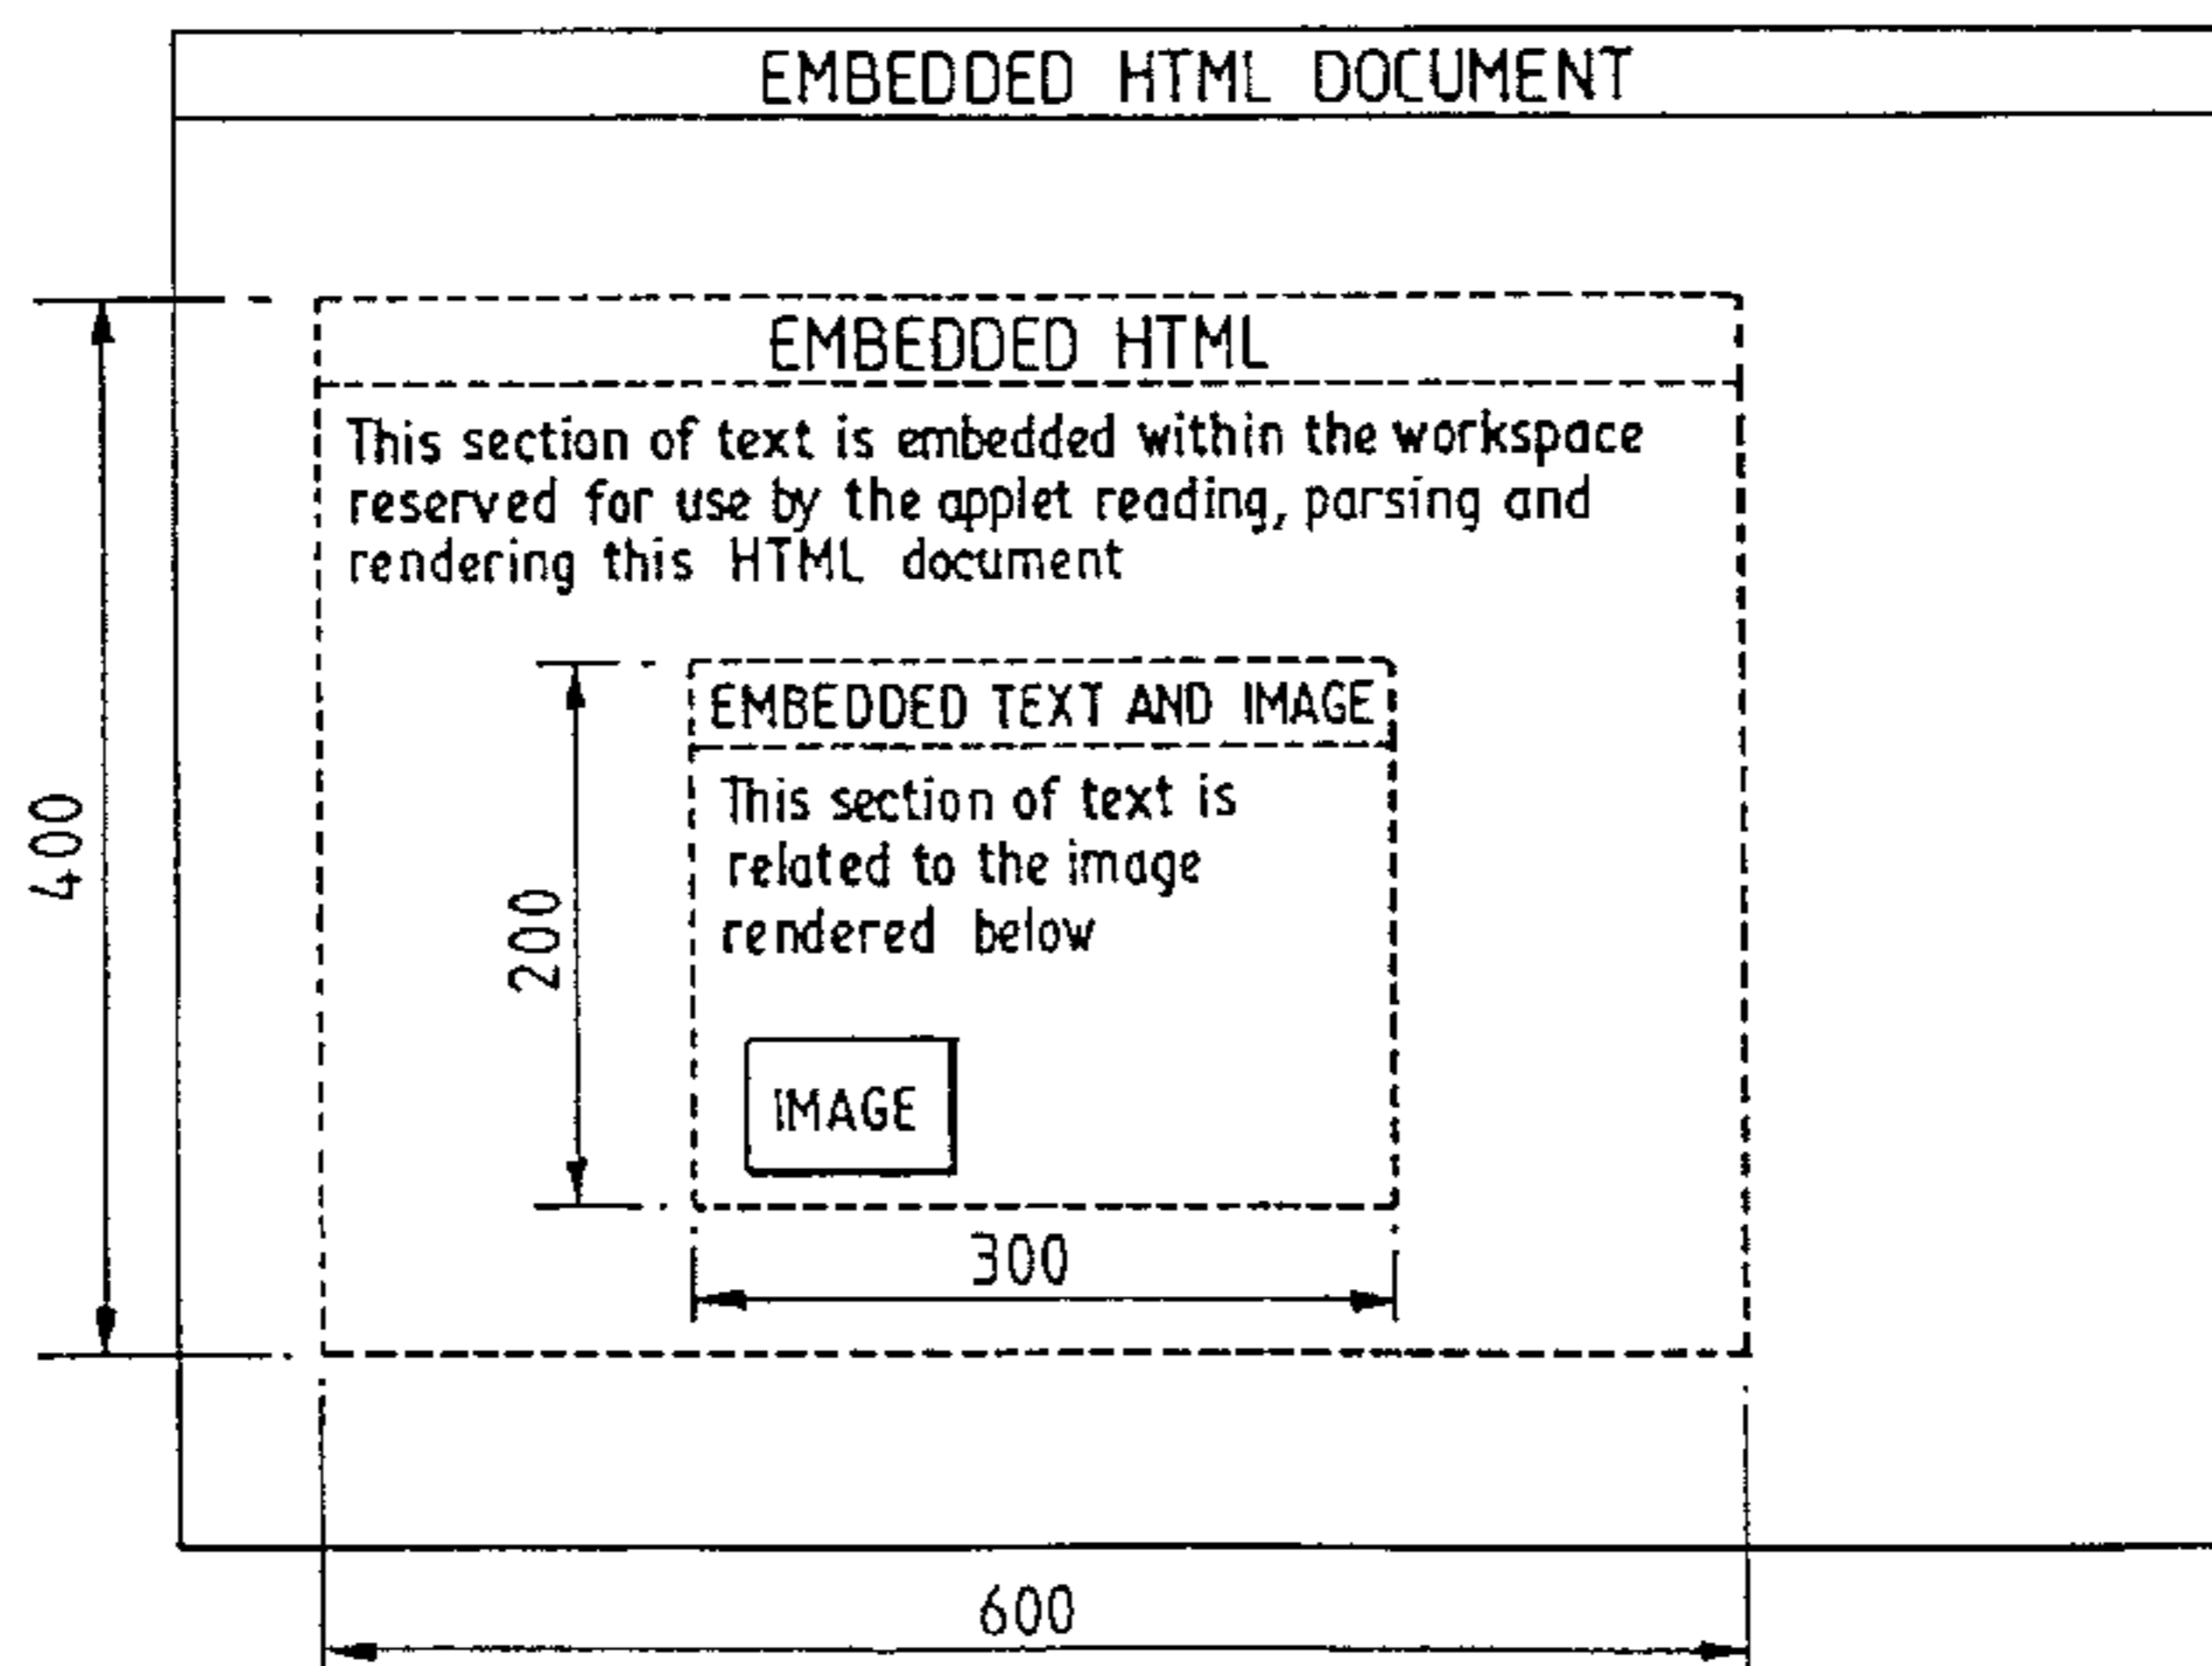 EMBEDDED HTML DOCUMENT
EMBEDDED HTML
This section of text is embedded within the workspace
reserved for use by the applet reading, parsing and
rendering this HTML document
400
EMBEDDED TEXT AND IMAGE
This section of text is
related to the image
rendered below
200
IMAGE
300
600